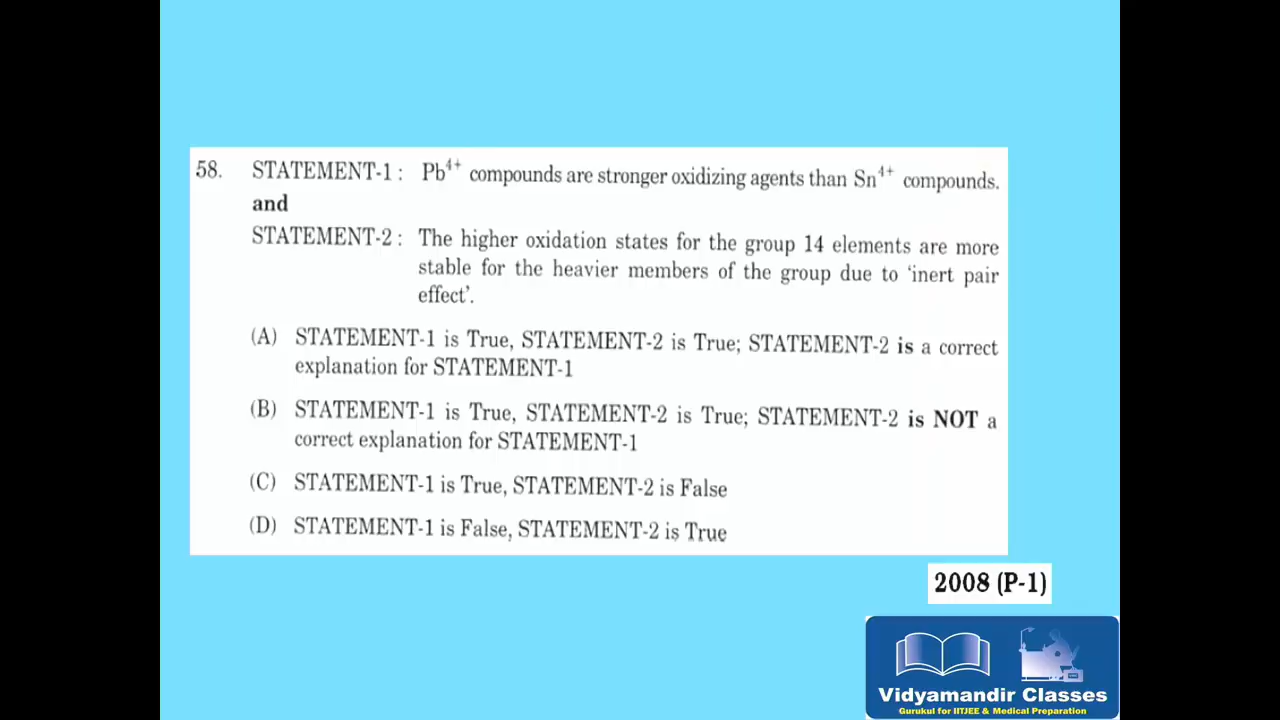 58. STATEMENT-1 : Pb⁴⁺ compounds are stronger oxidizing agents than Sn⁴⁺ compounds.
and
STATEMENT-2 : The higher oxidation states for the group 14 elements are more
stable for the heavier members of the group due to ‘inert pair
effect’.
(A) STATEMENT-1 is True, STATEMENT-2 is True; STATEMENT-2 is a correct
explanation for STATEMENT-1
(B) STATEMENT-1 is True, STATEMENT-2 is True; STATEMENT-2 is NOT a
correct explanation for STATEMENT-1
(C) STATEMENT-1 is True, STATEMENT-2 is False
(D) STATEMENT-1 is False, STATEMENT-2 is True
2008 (P-1)
Vidyamandir Classes
Gurukul for IITJEE & Medical Preparation